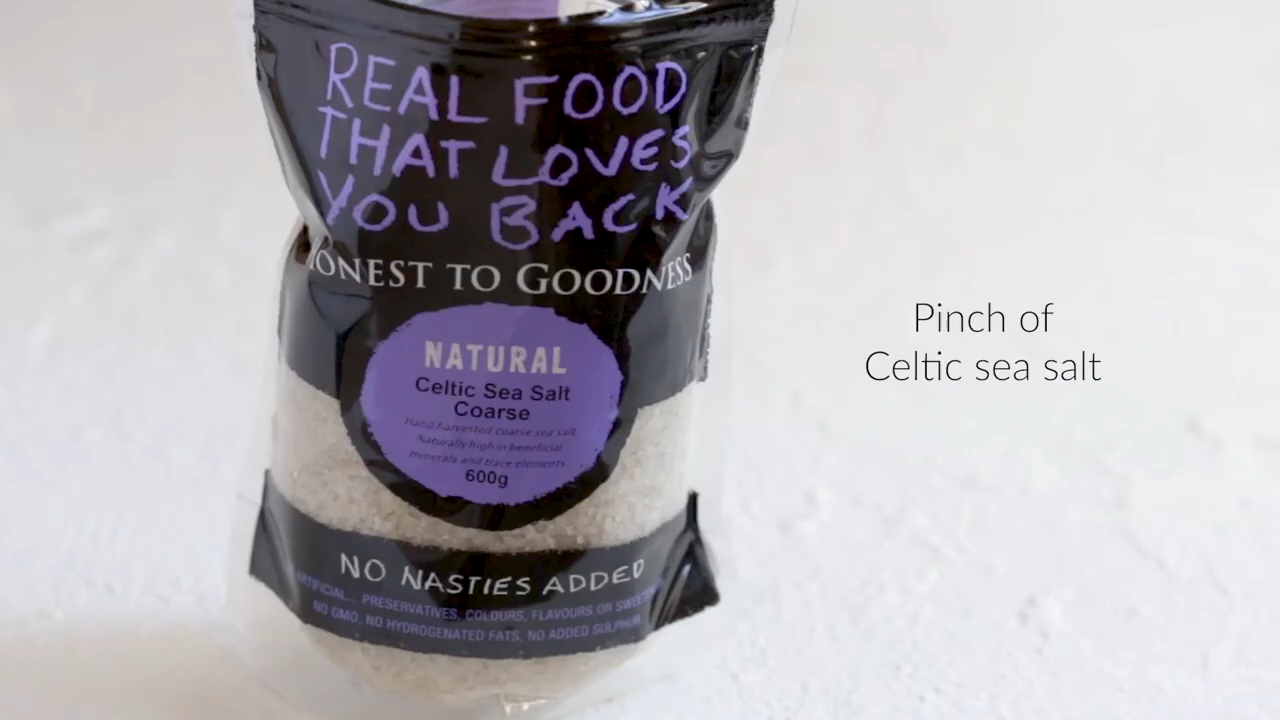 REAL FOOD
THAT LOVES
YOU BACK
HONEST TO GOODNESS
NATURAL
Celtic Sea Salt
Coarse
Hand harvested coarse sea salt.
Naturally high in beneficial
minerals and trace elements.
600g
NO NASTIES ADDED
ARTIFICIAL... PRESERVATIVES, COLOURS, FLAVOURS OR
NO GMO, NO HYDROGENATED FATS, NO ADDED SULPHUR
Pinch of
Celtic sea salt